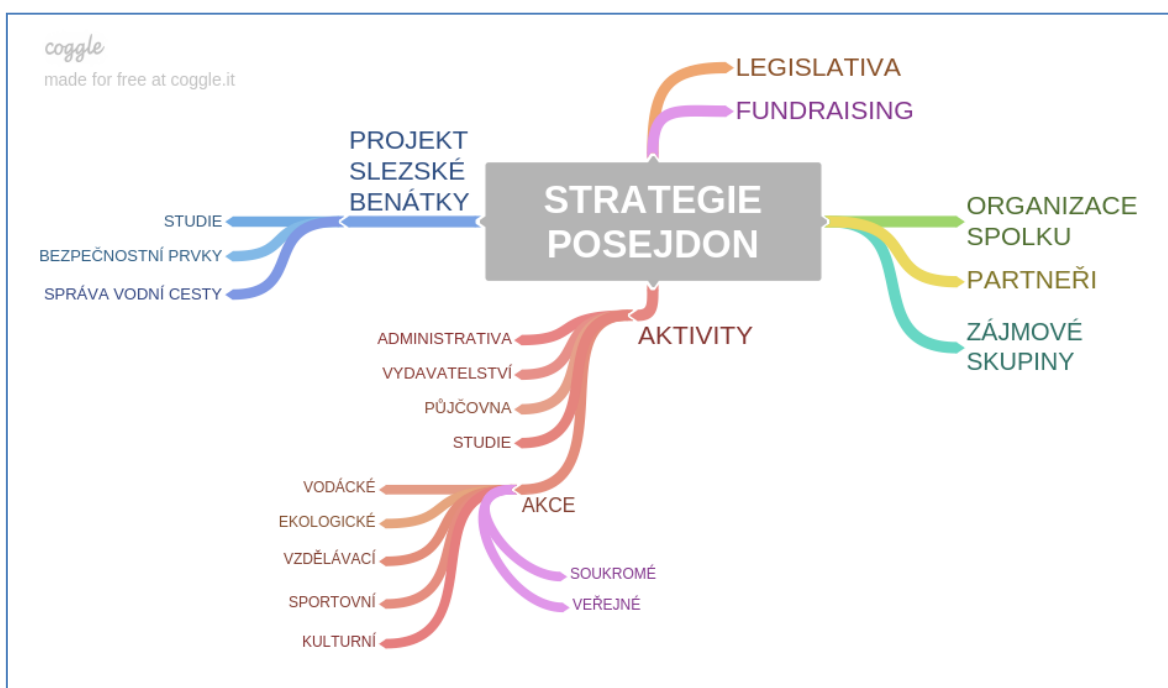 coggle
made for free at coggle.it
LEGISLATIVA
FUNDRAISING
PROJEKT
SLEZSKÉ
BENÁTKY
STRATEGIE
POSEJDON
STUDIE
BEZPEČNOSTNÍ PRVKY
SPRÁVA VODNÍ CESTY
ORGANIZACE
SPOLKU
PARTNEŘI
ZÁJMOVÉ
SKUPINY
AKTIVITY
ADMINISTRATIVA
VYDAVATELSTVÍ
PŮJČOVNA
STUDIE
AKCE
VODÁCKÉ
EKOLOGICKÉ
VZDĚLÁVACÍ
SPORTOVNÍ
KULTURNÍ
SOUKROMÉ
VEŘEJNÉ